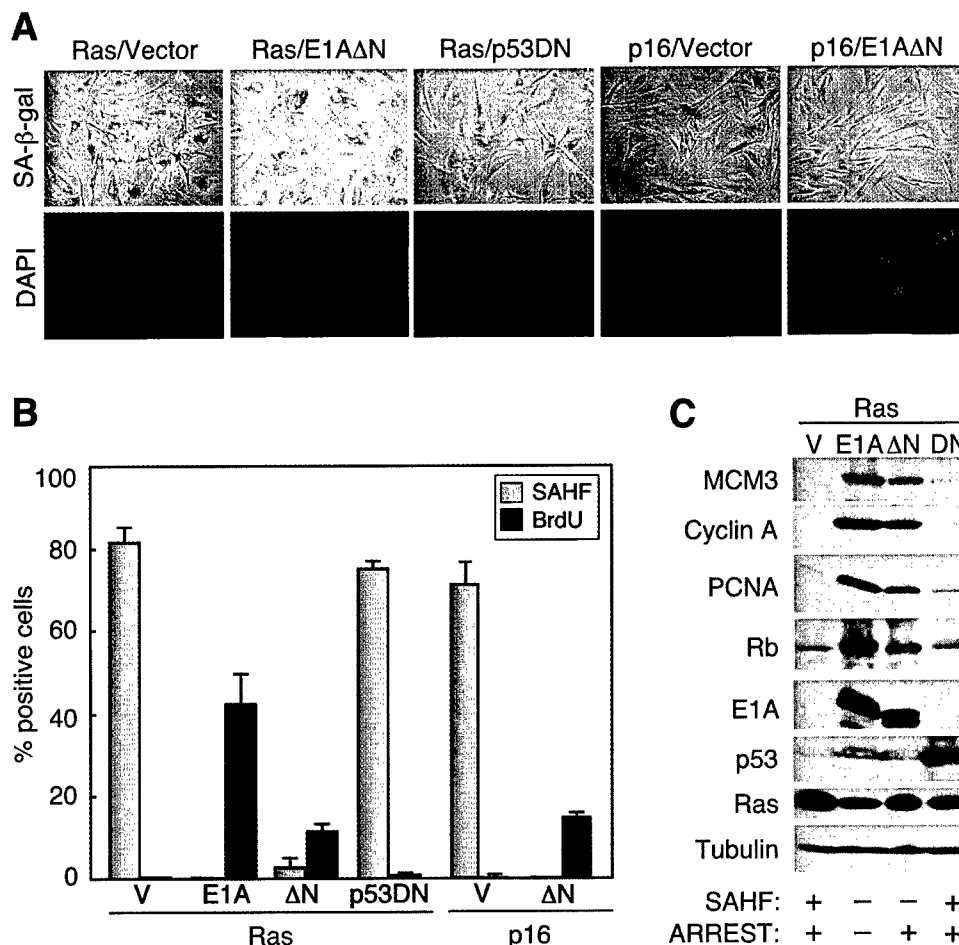 A
Ras/Vector Ras/E1AΔN Ras/p53DN p16/Vector p16/E1AΔN
SA-β-gal
DAPI
B
% positive cells
100
80
60
40
20
0
SAHF
BrdU
V E1A ΔN p53DN V ΔN
Ras p16
C
Ras
V E1A ΔN DN
MCM3
Cyclin A
PCNA
Rb
E1A
p53
Ras
Tubulin
SAHF: + − − +
ARREST: + − + +